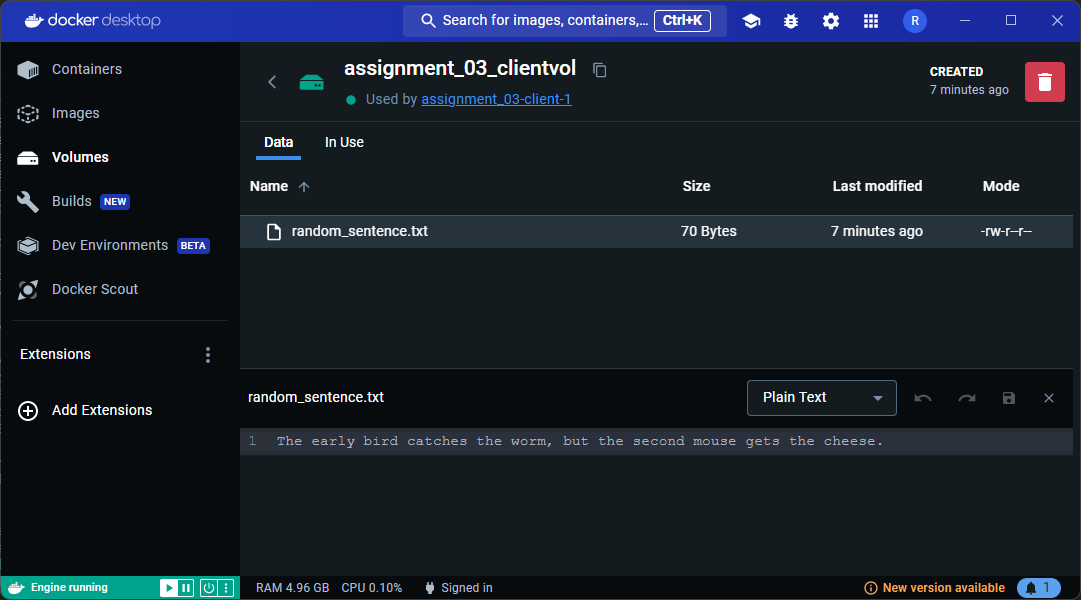 docker desktop
Search for images, containers,... Ctrl+K
R
Containers
Images
Volumes
Builds NEW
Dev Environments BETA
Docker Scout
Extensions
Add Extensions
assignment_03_clientvol
Used by assignment_03-client-1
CREATED
7 minutes ago
Data In Use
Name Size Last modified Mode
random_sentence.txt 70 Bytes 7 minutes ago -rw-r--r--
random_sentence.txt Plain Text
1 The early bird catches the worm, but the second mouse gets the cheese.
Engine running RAM 4.96 GB CPU 0.10% Signed in New version available 1